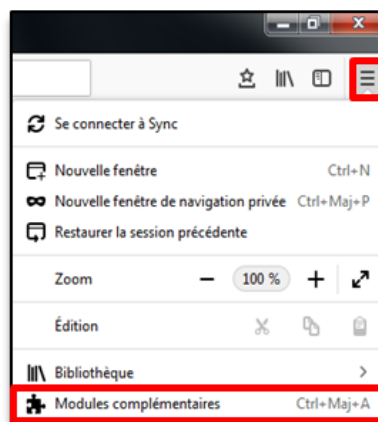 Se connecter à Sync
Nouvelle fenêtre Ctrl+N
Nouvelle fenêtre de navigation privée Ctrl+Maj+P
Restaurer la session précédente
Zoom − 100 % +
Édition
Bibliothèque >
Modules complémentaires Ctrl+Maj+A